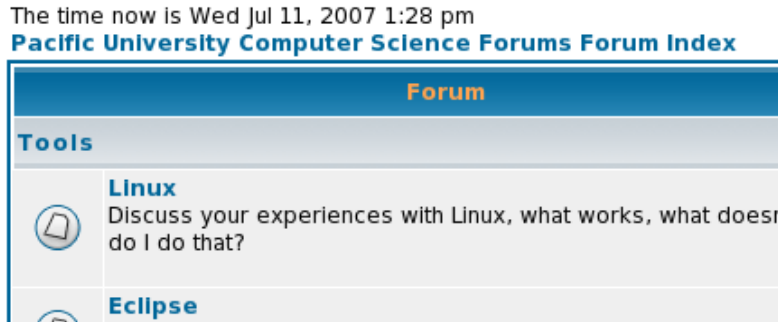 The time now is Wed Jul 11, 2007 1:28 pm
Pacific University Computer Science Forums Forum Index
Forum
Tools
Linux
Discuss your experiences with Linux, what works, what
do I do that?
Eclipse